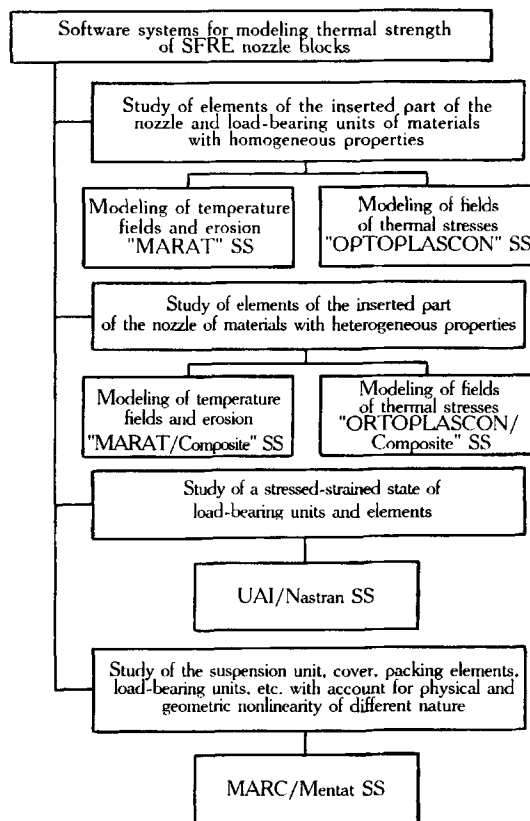 Software systems for modeling thermal strength
of SFRE nozzle blocks
Study of elements of the inserted part of the
nozzle and load-bearing units of materials
with homogeneous properties
Modeling of temperature
fields and erosion
"MARAT" SS
Modeling of fields
of thermal stresses
"OPTOPLASCON" SS
Study of elements of the inserted part
of the nozzle of materials with heterogeneous properties
Modeling of temperature
fields and erosion
"MARAT/Composite" SS
Modeling of fields
of thermal stresses
"ORTOPLASCON/
Composite" SS
Study of a stressed-strained state of
load-bearing units and elements
UAI/Nastran SS
Study of the suspension unit, cover, packing elements,
load-bearing units, etc. with account for physical and
geometric nonlinearity of different nature
MARC/Mentat SS